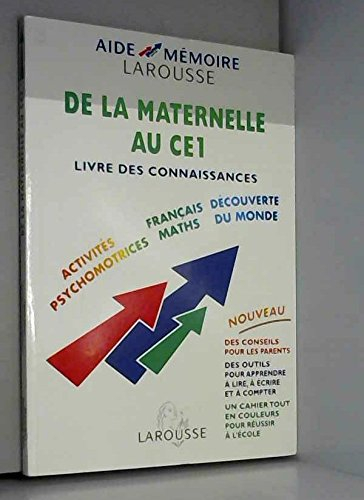 AIDE MÉMOIRE
LAROUSSE
DE LA MATERNELLE
AU CE1
LIVRE DES CONNAISSANCES
ACTIVITÉS
PSYCHOMOTRICES
FRANÇAIS
MATHS
DÉCOUVERTE
DU MONDE
NOUVEAU
DES CONSEILS
POUR LES PARENTS
DES OUTILS
POUR APPRENDRE
À LIRE, À ÉCRIRE
ET À COMPTER
UN CAHIER TOUT
EN COULEURS
POUR RÉUSSIR
À L'ÉCOLE
LAROUSSE